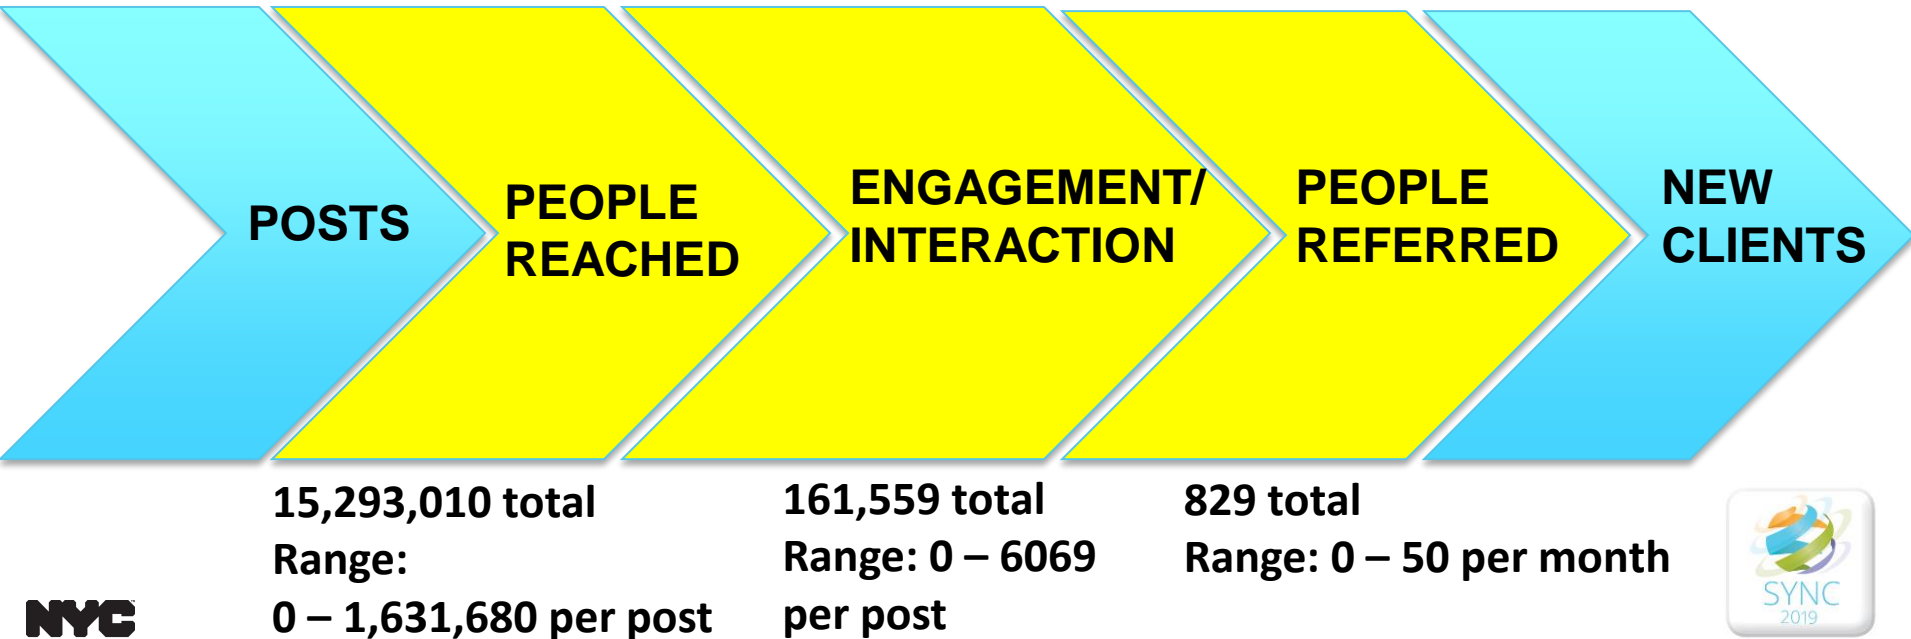 POSTS
PEOPLE
REACHED
ENGAGEMENT/
INTERACTION
PEOPLE
REFERRED
NEW
CLIENTS
15,293,010 total
Range:
0 – 1,631,680 per post
161,559 total
Range: 0 – 6069
per post
829 total
Range: 0 – 50 per month
NYC
SYNC
2019